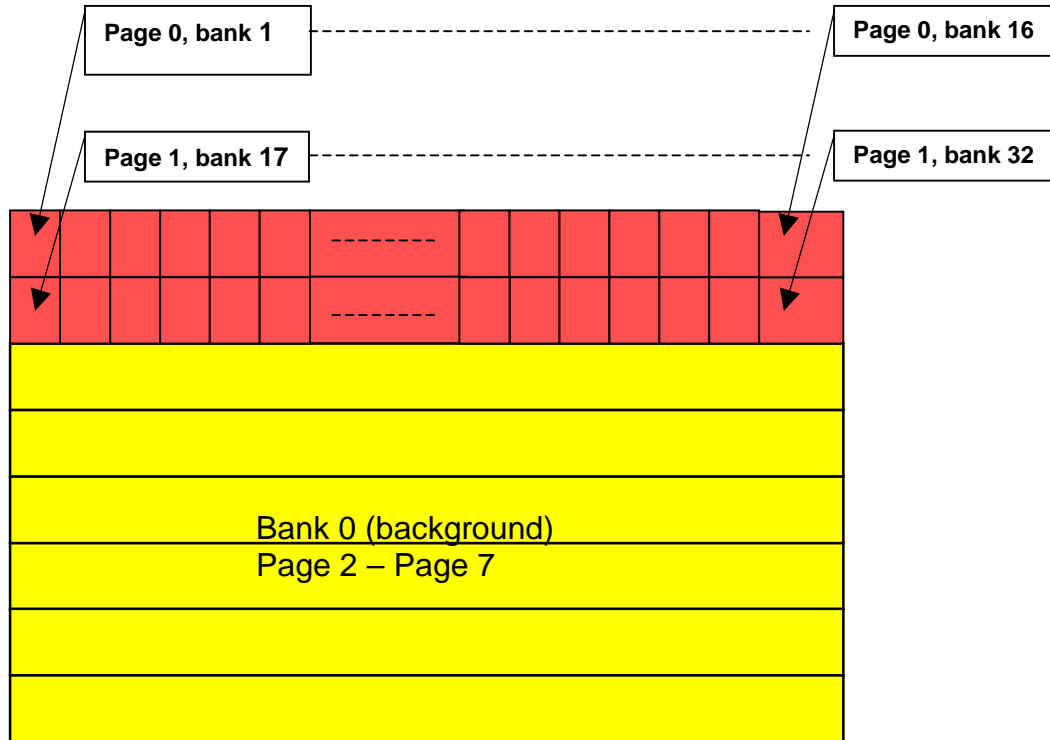 Page 0, bank 1
Page 0, bank 16
Page 1, bank 17
Page 1, bank 32
Bank 0 (background)
Page 2 – Page 7